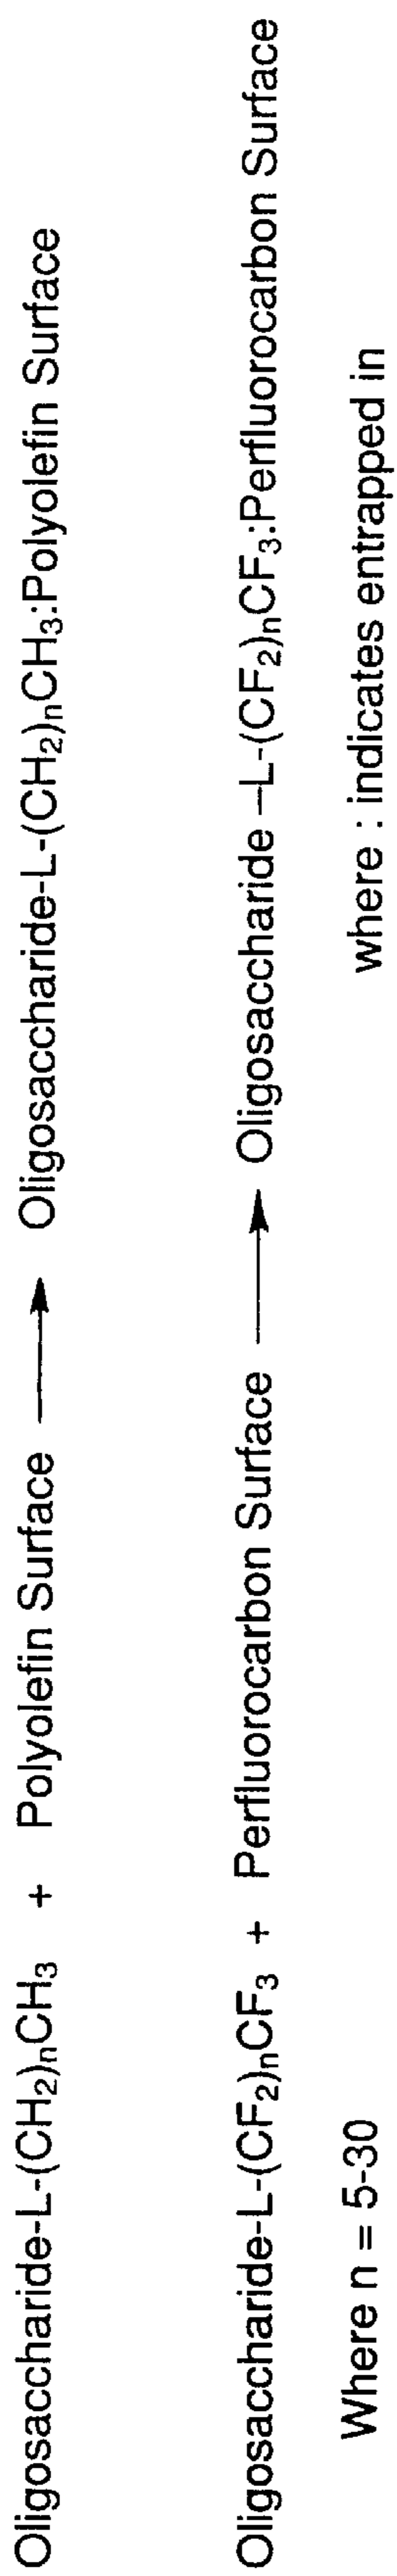 Oligosaccharide-L-(CH₂)ₙCH₃ + Polyolefin Surface ⟶ Oligosaccharide-L-(CH₂)ₙCH₃:Polyolefin Surface
Oligosaccharide-L-(CF₂)ₙCF₃ + Perfluorocarbon Surface ⟶ Oligosaccharide –L-(CF₂)ₙCF₃:Perfluorocarbon Surface
Where n = 5-30 where : indicates entrapped in